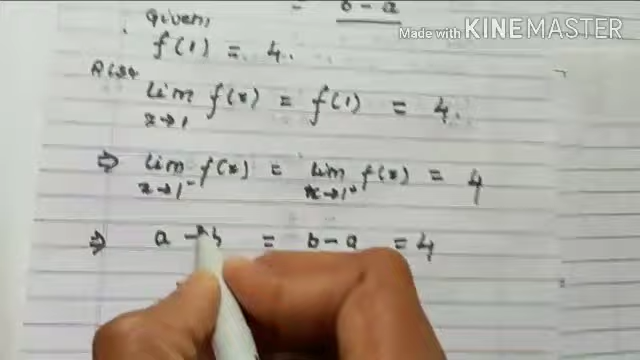 b - a
Made with KINEMASTER
given,
f(1) = 4.
Also
lim f(x) = f(1) = 4.
x→1
⇒ lim f(x) = lim f(x) = 4
x→1⁻ x→1⁺
⇒ a = b - a = 4